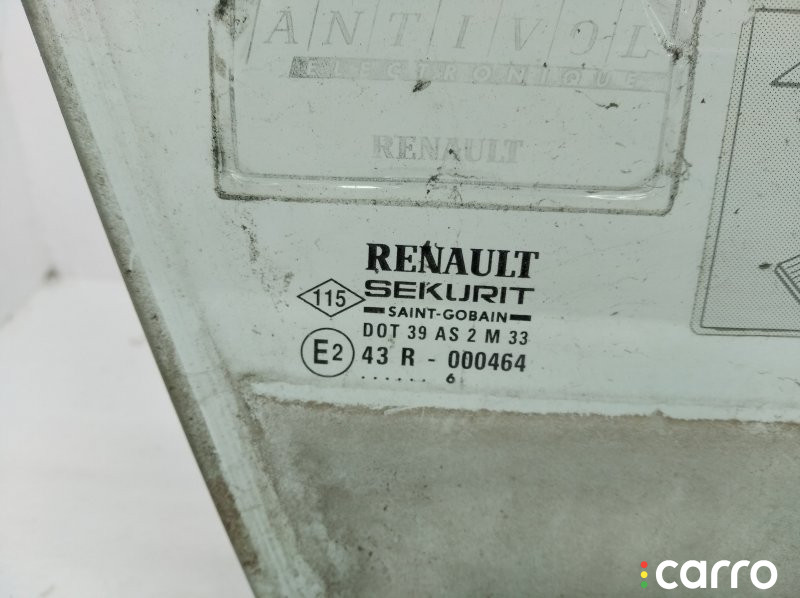 ANTIVOL
ELECTRONIQUE
RENAULT
RENAULT
115 SEKURIT
SAINT-GOBAIN
DOT 39 AS 2 M 33
E2 43 R - 000464
...... 6
carro